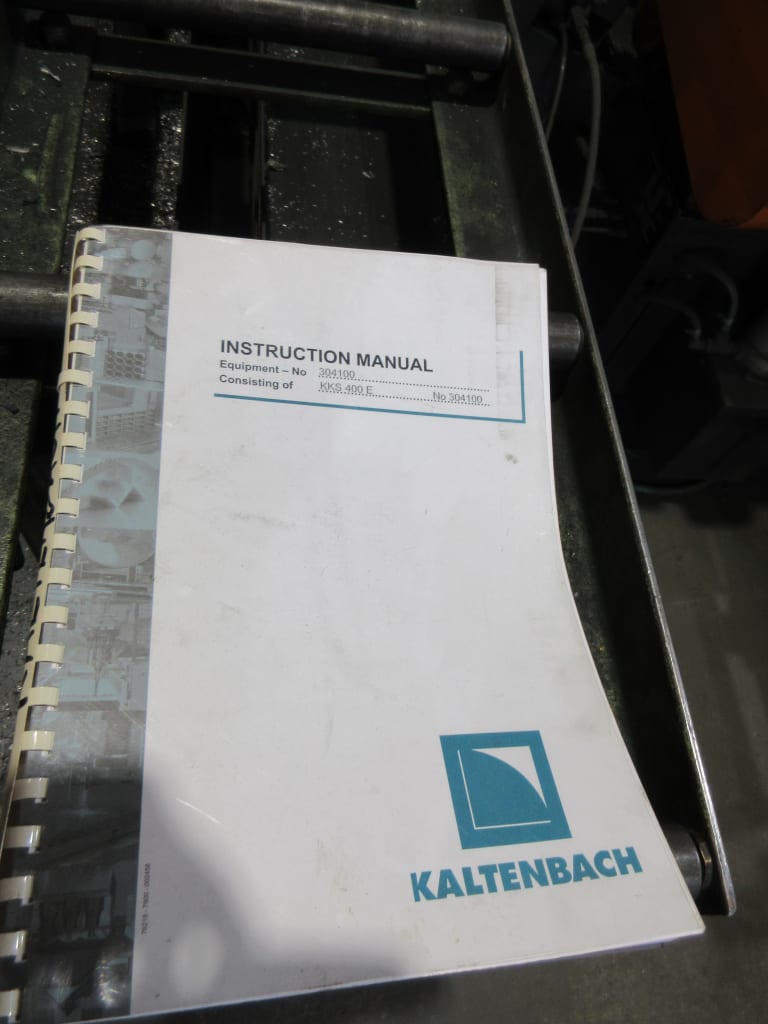 INSTRUCTION MANUAL
Equipment – No 304100
Consisting of KKS 400 E No 304100
KALTENBACH